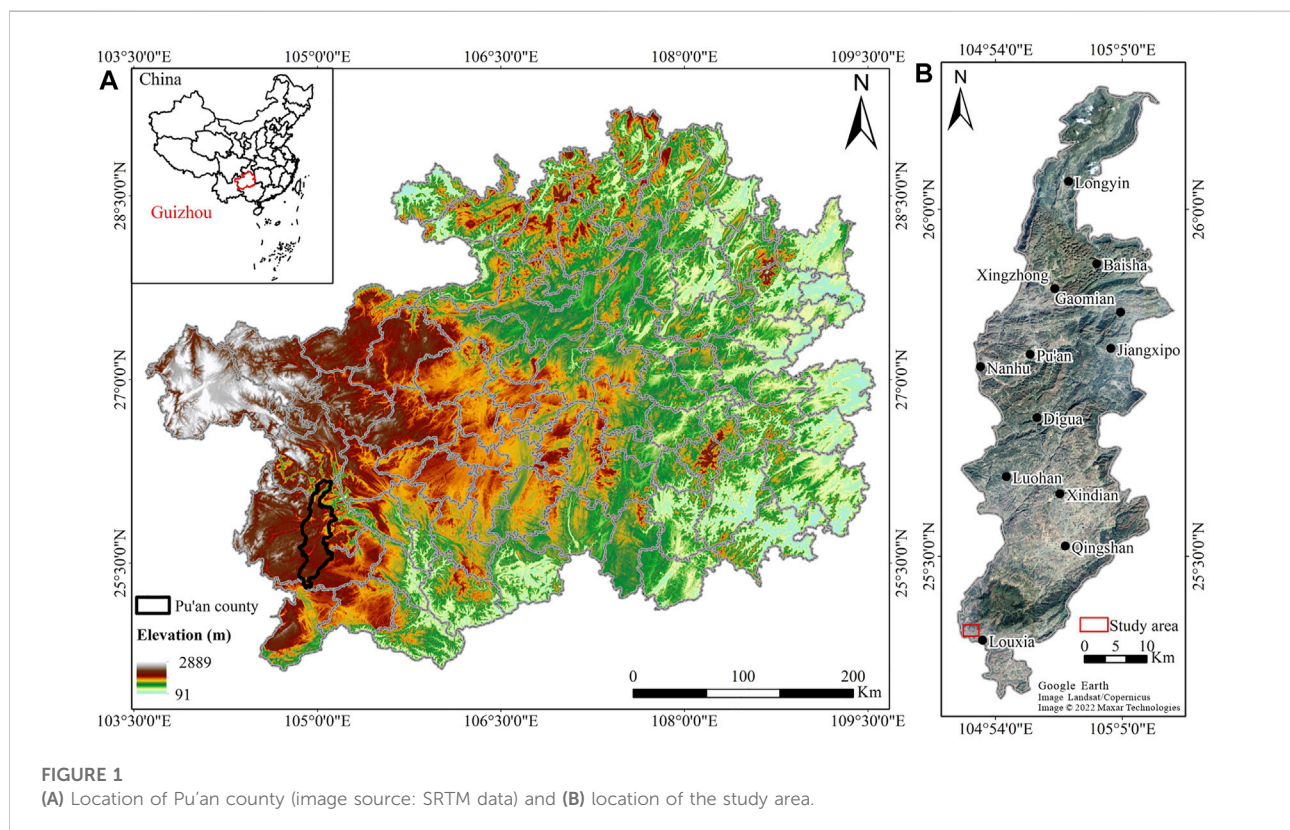 A
103°30'0"E
105°0'0"E
106°30'0"E
108°0'0"E
109°30'0"E
China
Guizhou
N
28°30'0"N
27°0'0"N
25°30'0"N
28°30'0"N
27°0'0"N
25°30'0"N
Pu'an county
Elevation (m)
2889
91
0 100 200
Km
103°30'0"E
105°0'0"E
106°30'0"E
108°0'0"E
109°30'0"E
B
104°54'0"E
105°5'0"E
N
26°0'0"N
25°30'0"N
26°0'0"N
25°30'0"N
Longyin
Baisha
Xingzhong
Gaomian
Jiangxipo
Pu'an
Nanhu
Digua
Luohan
Xindian
Qingshan
Louxia
Study area
0 5 10
Km
Google Earth
Image Landsat/Copernicus
Image © 2022 Maxar Technologies
104°54'0"E
105°5'0"E
FIGURE 1
(A) Location of Pu'an county (image source: SRTM data) and (B) location of the study area.